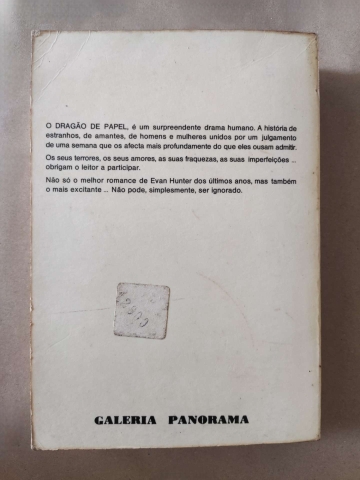 O DRAGÃO DE PAPEL, é um surpreendente drama humano. A história de
estranhos, de amantes, de homens e mulheres unidos por um julgamento
de uma semana que os afecta mais profundamente do que eles ousam admitir.
Os seus terrores, os seus amores, as suas fraquezas, as suas imperfeições ...
obrigam o leitor a participar.
Não só o melhor romance de Evan Hunter dos últimos anos, mas também
o mais excitante ... Não pode, simplesmente, ser ignorado.
GALERIA PANORAMA